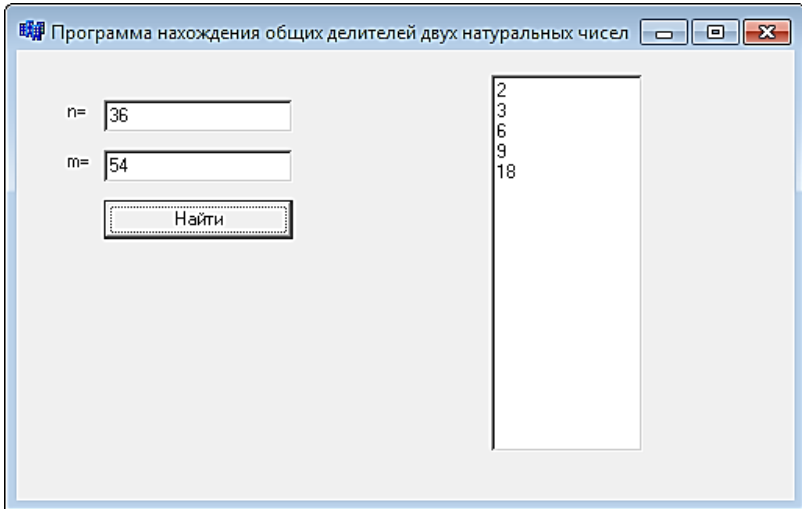 Программа нахождения общих делителей двух натуральных чисел
n= 36
m= 54
Найти
2
3
6
9
18